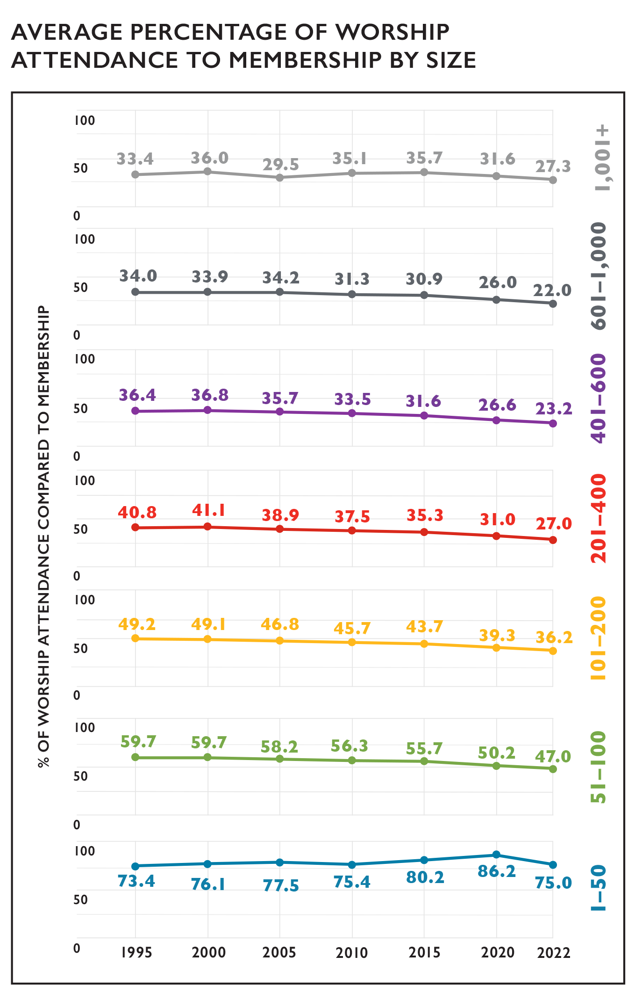 AVERAGE PERCENTAGE OF WORSHIP
ATTENDANCE TO MEMBERSHIP BY SIZE
% OF WORSHIP ATTENDANCE COMPARED TO MEMBERSHIP
100
50
0
33.4 36.0 29.5 35.1 35.7 31.6 27.3
1,001+
100
50
0
34.0 33.9 34.2 31.3 30.9 26.0 22.0
601–1,000
100
50
0
36.4 36.8 35.7 33.5 31.6 26.6 23.2
401–600
100
50
0
40.8 41.1 38.9 37.5 35.3 31.0 27.0
201–400
100
50
0
49.2 49.1 46.8 45.7 43.7 39.3 36.2
101–200
100
50
0
59.7 59.7 58.2 56.3 55.7 50.2 47.0
51–100
100
50
0
73.4 76.1 77.5 75.4 80.2 86.2 75.0
1–50
1995 2000 2005 2010 2015 2020 2022